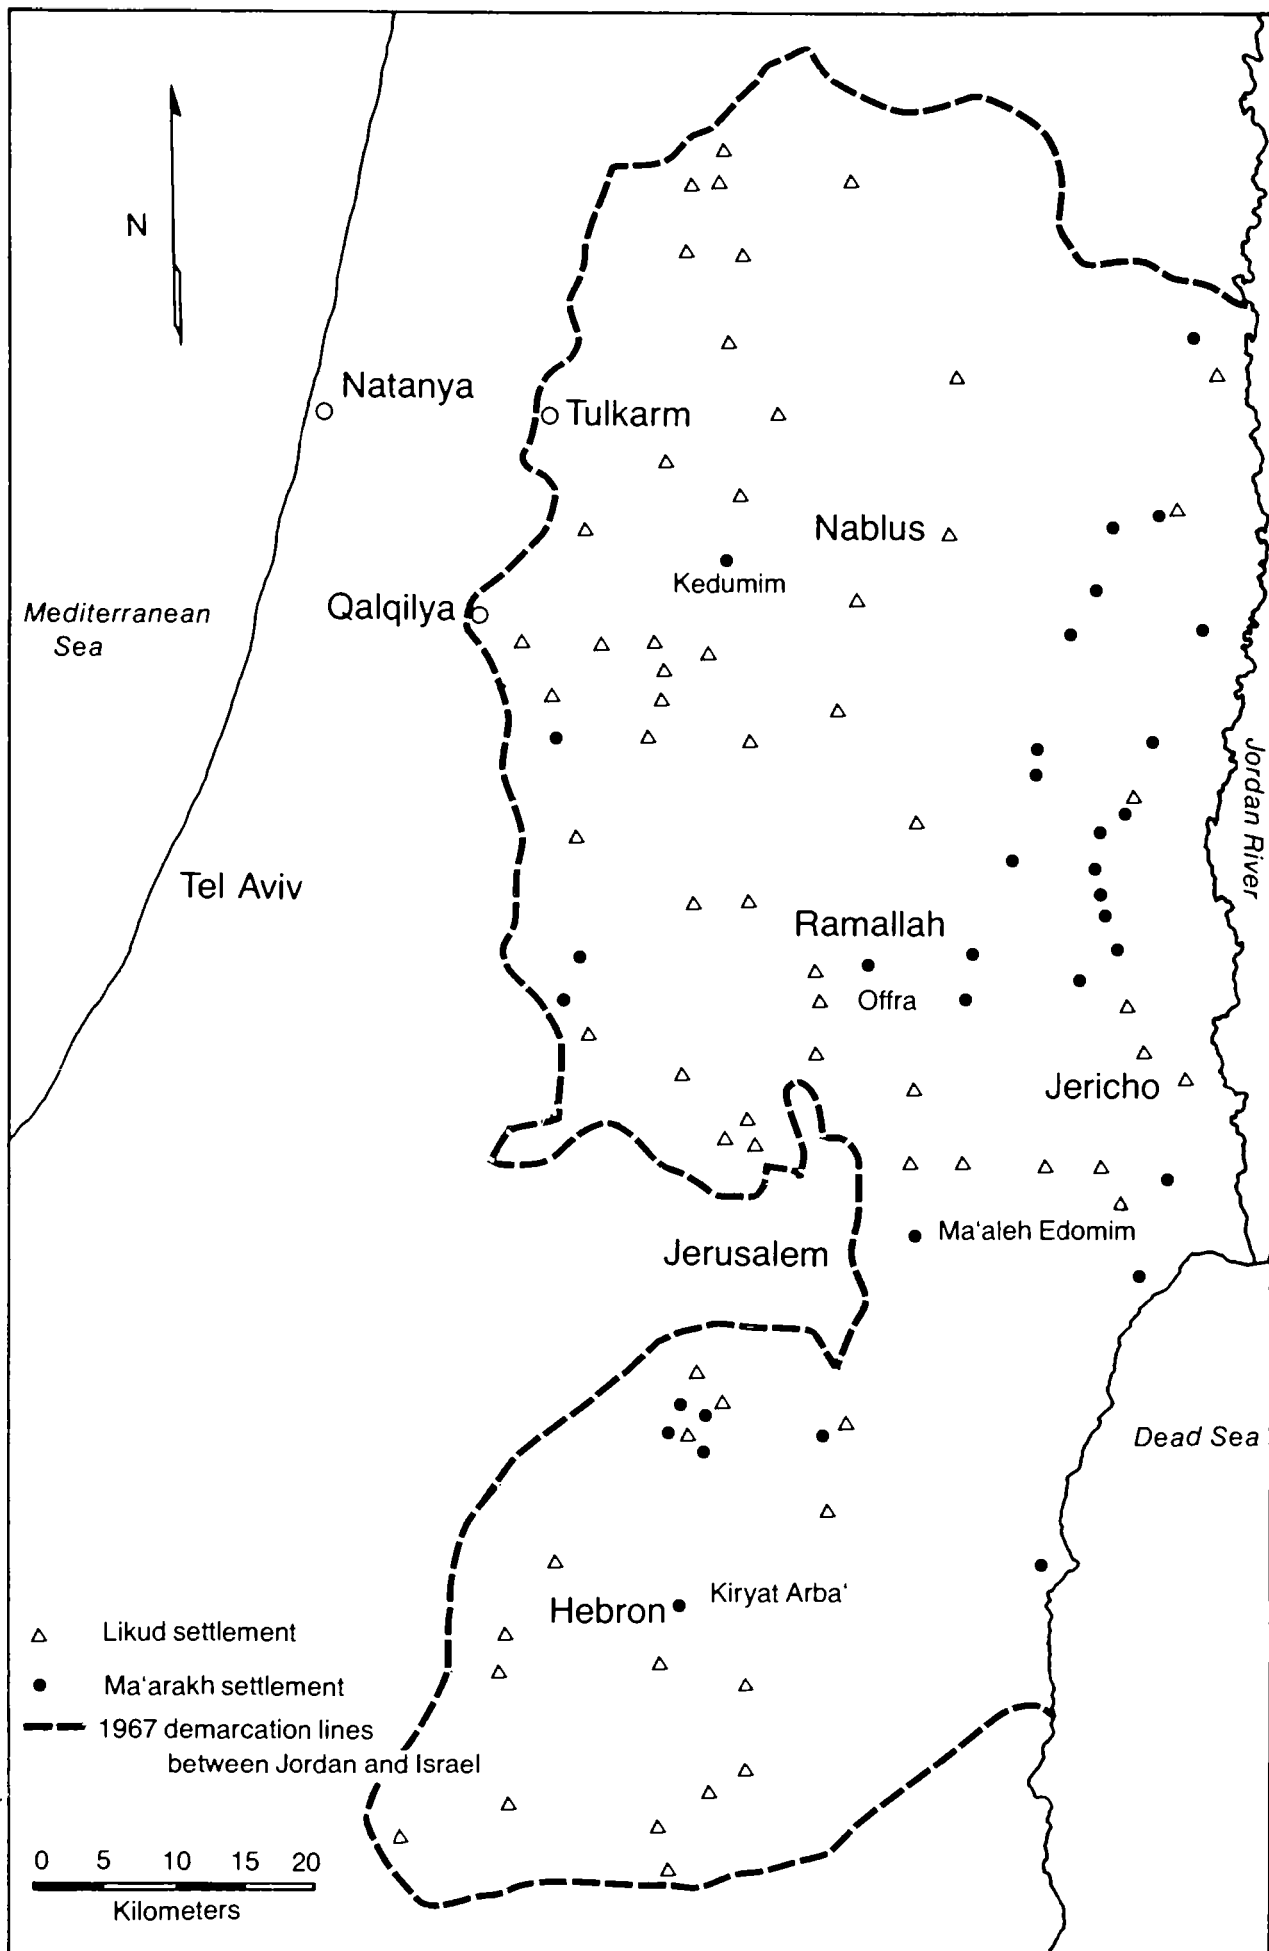 N
Natanya
Tulkarm
Nablus
Kedumim
Qalqilya
Mediterranean
Sea
Jordan River
Tel Aviv
Ramallah
Offra
Jericho
Ma‘aleh Edomim
Jerusalem
Dead Sea
Kiryat Arba‘
Hebron
Likud settlement
Ma‘arakh settlement
1967 demarcation lines
between Jordan and Israel
0 5 10 15 20
Kilometers